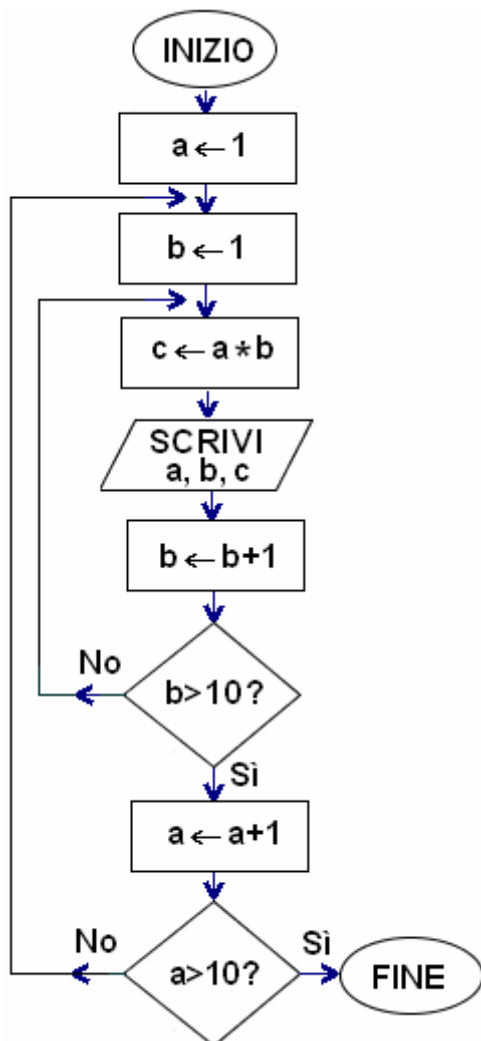 INIZIO
a ← 1
b ← 1
c ← a * b
SCRIVI
a, b, c
b ← b+1
No
b>10?
Sì
a ← a+1
No
a>10?
Sì
FINE